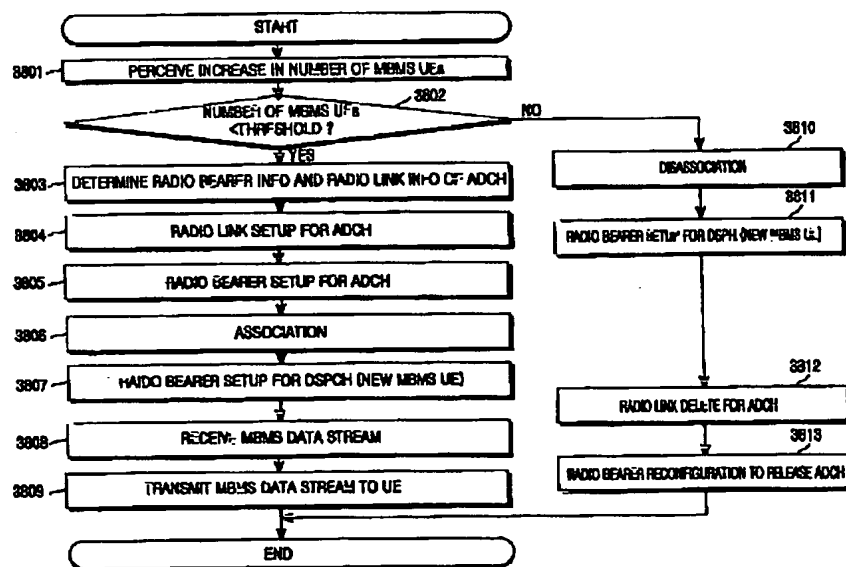 START
3801
PERCEIVE INCREASE IN NUMBER OF MBMS UEs
3802
NUMBER OF MBMS UEs
<THRESHOLD ?
NO
YES
3803
DETERMINE RADIO BEARER INFO AND RADIO LINK INFO OF ADCH
3804
RADIO LINK SETUP FOR ADCH
3805
RADIO BEARER SETUP FOR ADCH
3806
ASSOCIATION
3807
RAIDO BEARER SETUP FOR DSPCH (NEW MBMS UE)
3808
RECEIVE MBMS DATA STREAM
3809
TRANSMIT MBMS DATA STREAM TO UE
3810
DISASSOCIATION
3811
RADIO BEARER SETUP FOR DSPH. (NEW MBMS UE)
3812
RADIO LINK DELETE FOR ADCH
3813
RADIO BEARER RECONFIGURATION TO RELEASE ADCH
END